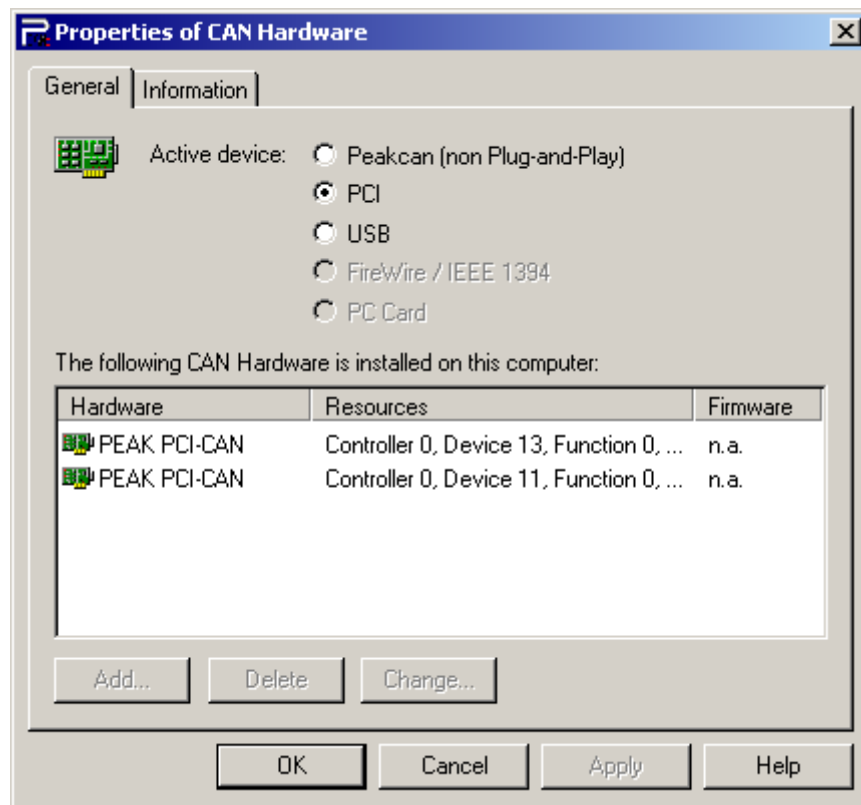 Properties of CAN Hardware
General Information
Active device: Peakcan (non Plug-and-Play)
PCI
USB
FireWire / IEEE 1394
PC Card
The following CAN Hardware is installed on this computer:
Hardware Resources Firmware
PEAK PCI-CAN Controller 0, Device 13, Function 0, ... n.a.
PEAK PCI-CAN Controller 0, Device 11, Function 0, ... n.a.
Add... Delete Change...
OK Cancel Apply Help